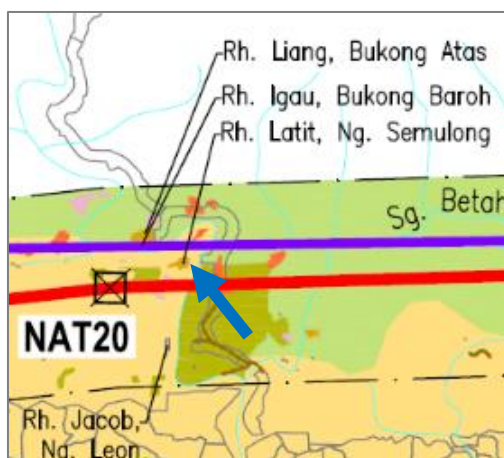 Rh. Liang, Bukong Atas
Rh. Igau, Bukong Baroh
Rh. Latit, Ng. Semulong
Sg. Betah
NAT20
Rh. Jacob,
Ng. Leon